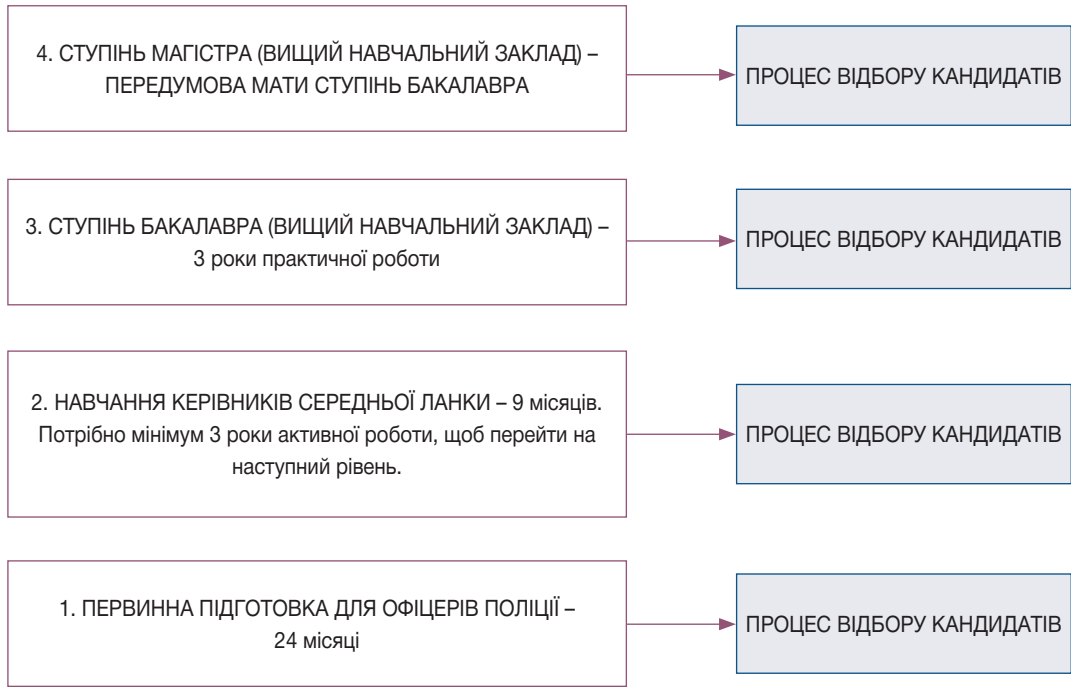 4. СТУПІНЬ МАГІСТРА (ВИЩИЙ НАВЧАЛЬНИЙ ЗАКЛАД) –
ПЕРЕДУМОВА МАТИ СТУПІНЬ БАКАЛАВРА
ПРОЦЕС ВІДБОРУ КАНДИДАТІВ
3. СТУПІНЬ БАКАЛАВРА (ВИЩИЙ НАВЧАЛЬНИЙ ЗАКЛАД) –
3 роки практичної роботи
ПРОЦЕС ВІДБОРУ КАНДИДАТІВ
2. НАВЧАННЯ КЕРІВНИКІВ СЕРЕДНЬОЇ ЛАНКИ – 9 місяців.
Потрібно мінімум 3 роки активної роботи, щоб перейти на
наступний рівень.
ПРОЦЕС ВІДБОРУ КАНДИДАТІВ
1. ПЕРВИННА ПІДГОТОВКА ДЛЯ ОФІЦЕРІВ ПОЛІЦІЇ –
24 місяці
ПРОЦЕС ВІДБОРУ КАНДИДАТІВ